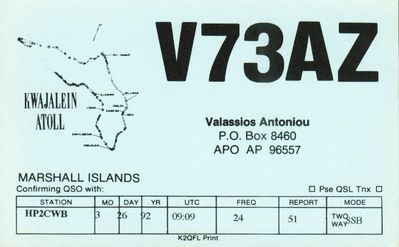 V73AZ
KWAJALEIN
ATOLL
Valassios Antoniou
P.O. Box 8460
APO AP 96557
MARSHALL ISLANDS
Confirming QSO with:
□ Pse QSL Tnx □
STATION MO DAY YR UTC FREQ REPORT MODE
HP2CWB 3 26 92 09:09 24 51 TWO WAY SSB
K2QFL Print